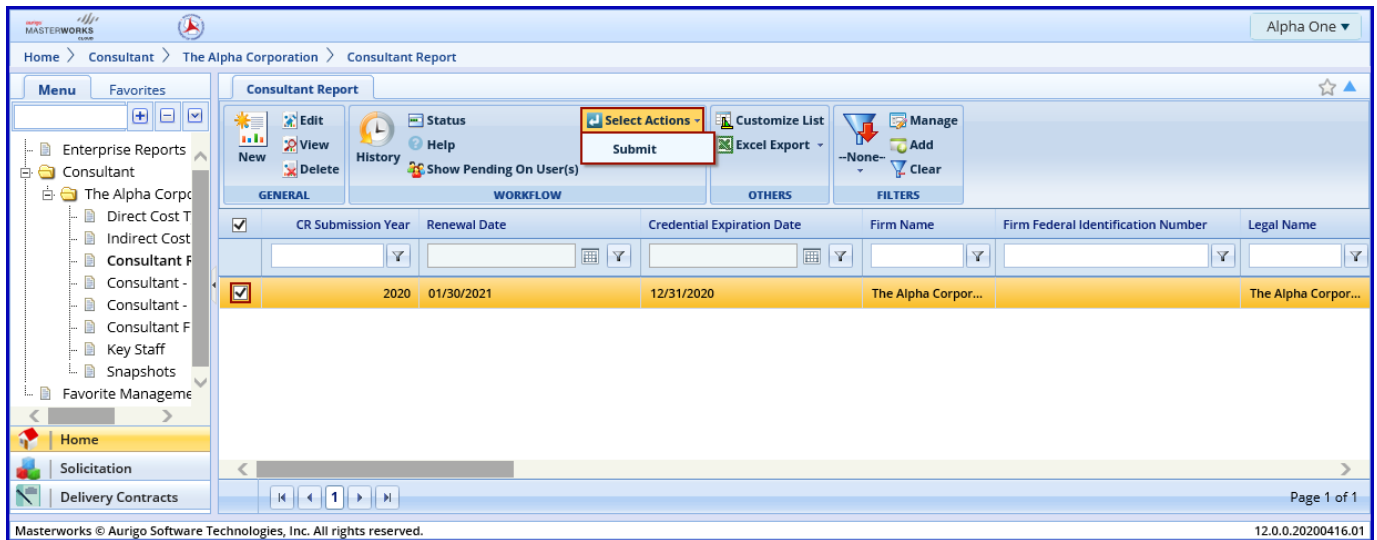 aurigo
MASTERWORKS
CLOUD
Alpha One ▼
Home > Consultant > The Alpha Corporation > Consultant Report
Menu Favorites
Consultant Report
Enterprise Reports
Consultant
The Alpha Corpo
Direct Cost T
Indirect Cost
Consultant R
Consultant -
Consultant -
Consultant F
Key Staff
Snapshots
Favorite Manageme
Home
Solicitation
Delivery Contracts
New
Edit
View
Delete
GENERAL
History
Status
Help
Show Pending On User(s)
Select Actions
Submit
WORKFLOW
Customize List
Excel Export
OTHERS
--None--
Manage
Add
Clear
FILTERS
CR Submission Year Renewal Date Credential Expiration Date Firm Name Firm Federal Identification Number Legal Name
2020 01/30/2021 12/31/2020 The Alpha Corpor... The Alpha Corpor...
1
Page 1 of 1
Masterworks © Aurigo Software Technologies, Inc. All rights reserved. 12.0.0.20200416.01